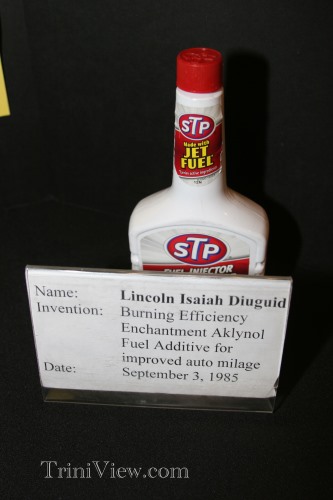 STP
Made with
JET
FUEL
STP
FUEL INJECTOR
Name: Lincoln Isaiah Diuguid
Invention: Burning Efficiency
Enchantment Aklynol
Fuel Additive for
improved auto milage
Date: September 3, 1985
TriniView.com